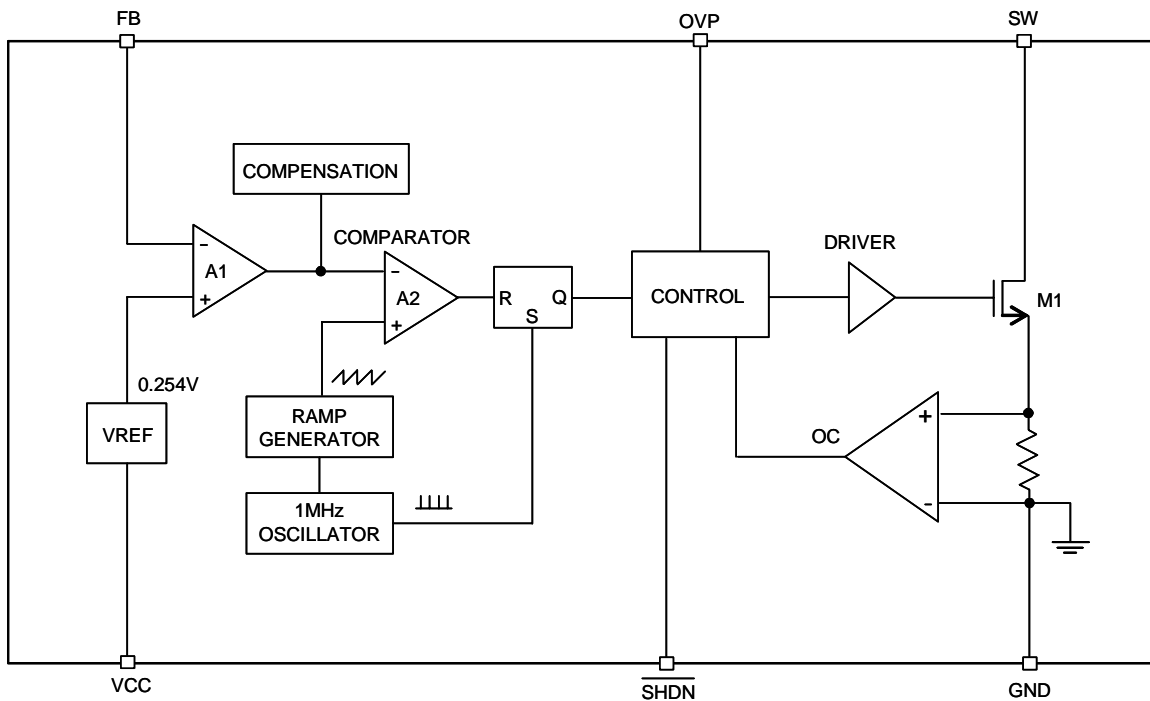 FB
OVP
SW
COMPENSATION
COMPARATOR
DRIVER
-
A1
+
-
A2
+
R
Q
S
CONTROL
M1
0.254V
VREF
RAMP
GENERATOR
OC
+
-
1MHz
OSCILLATOR
VCC
SHDN
GND